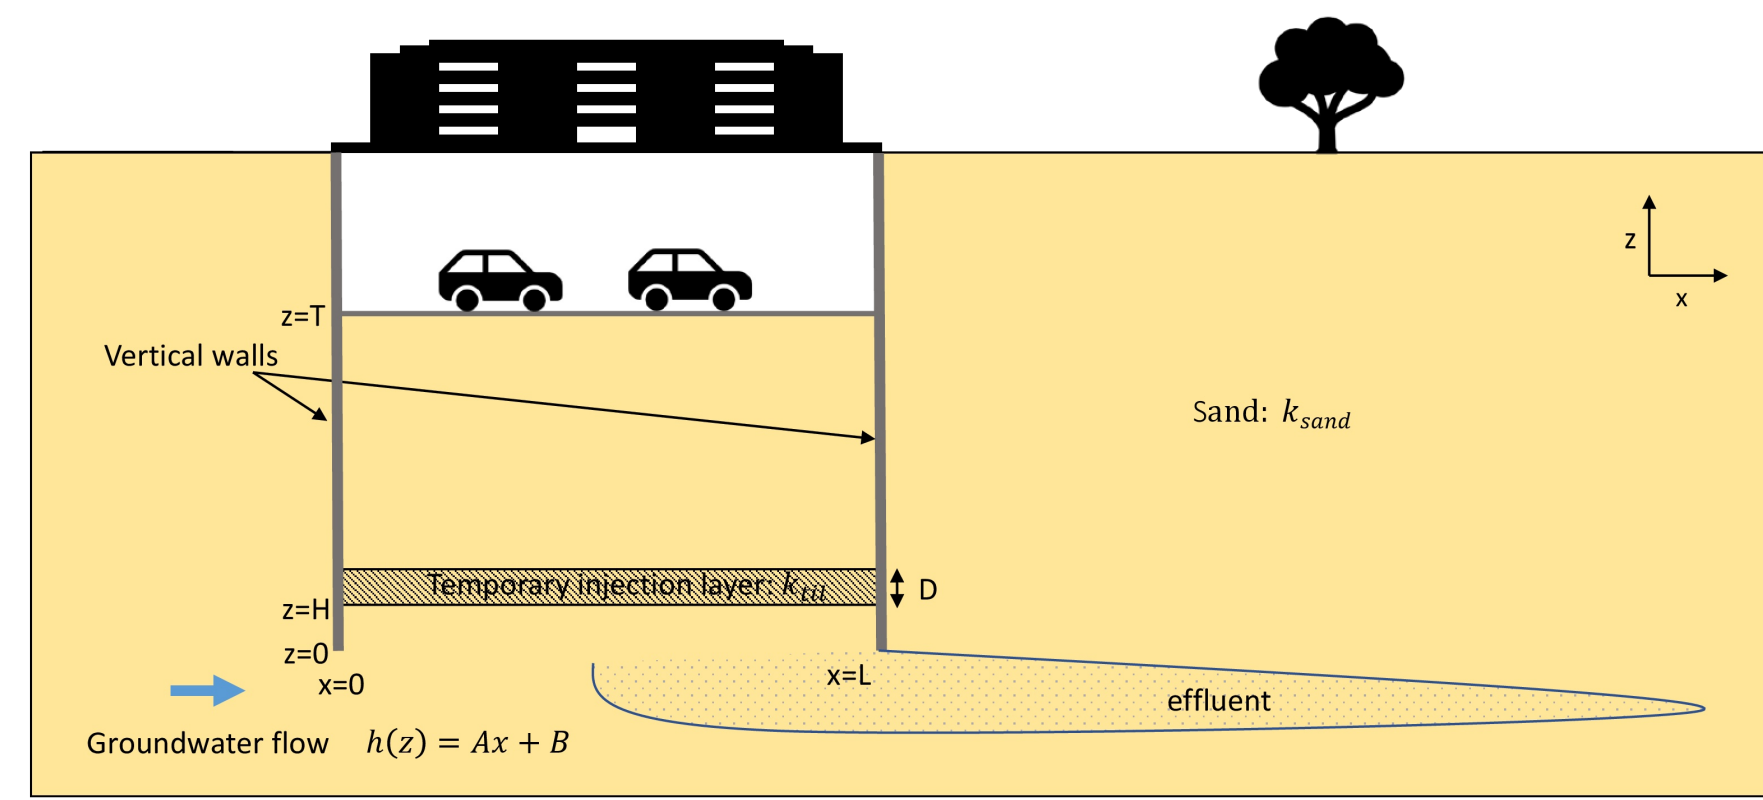 z=T
Vertical walls
z
x
Sand: k_sand
Temporary injection layer: k_til
D
z=H
z=0
x=0
x=L
effluent
Groundwater flow h(z) = Ax + B